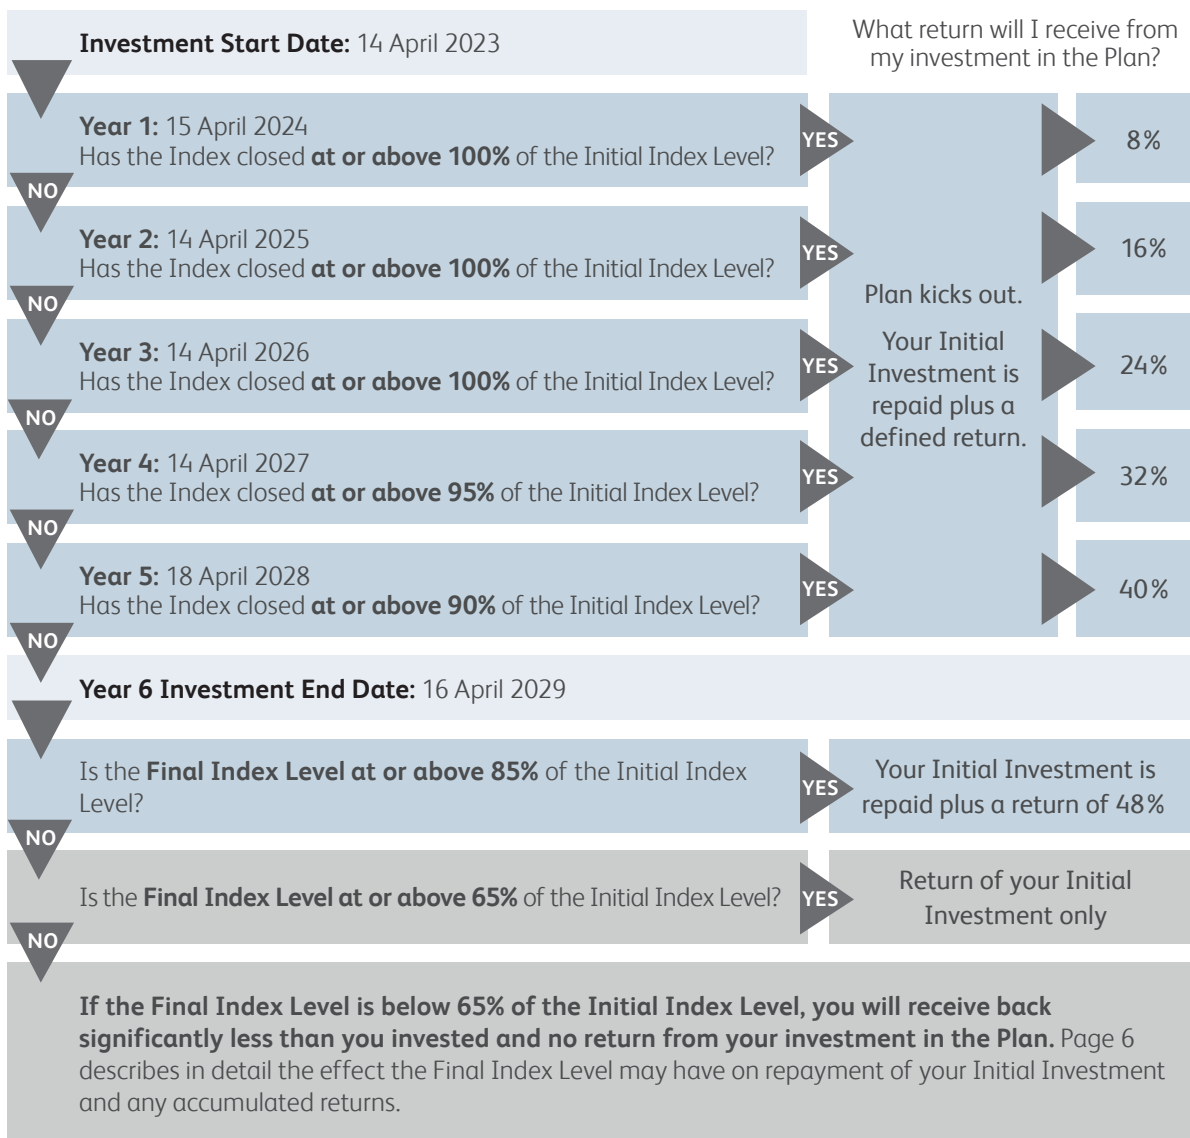 Investment Start Date: 14 April 2023
What return will I receive from
my investment in the Plan?
Year 1: 15 April 2024
Has the Index closed at or above 100% of the Initial Index Level?
YES
8%
NO
Year 2: 14 April 2025
Has the Index closed at or above 100% of the Initial Index Level?
YES
16%
NO
Year 3: 14 April 2026
Has the Index closed at or above 100% of the Initial Index Level?
YES
24%
NO
Year 4: 14 April 2027
Has the Index closed at or above 95% of the Initial Index Level?
YES
32%
NO
Year 5: 18 April 2028
Has the Index closed at or above 90% of the Initial Index Level?
YES
40%
NO
Plan kicks out.
Your Initial
Investment is
repaid plus a
defined return.
Year 6 Investment End Date: 16 April 2029
Is the Final Index Level at or above 85% of the Initial Index
Level?
YES
Your Initial Investment is
repaid plus a return of 48%
NO
Is the Final Index Level at or above 65% of the Initial Index Level?
YES
Return of your Initial
Investment only
NO
If the Final Index Level is below 65% of the Initial Index Level, you will receive back
significantly less than you invested and no return from your investment in the Plan. Page 6
describes in detail the effect the Final Index Level may have on repayment of your Initial Investment
and any accumulated returns.